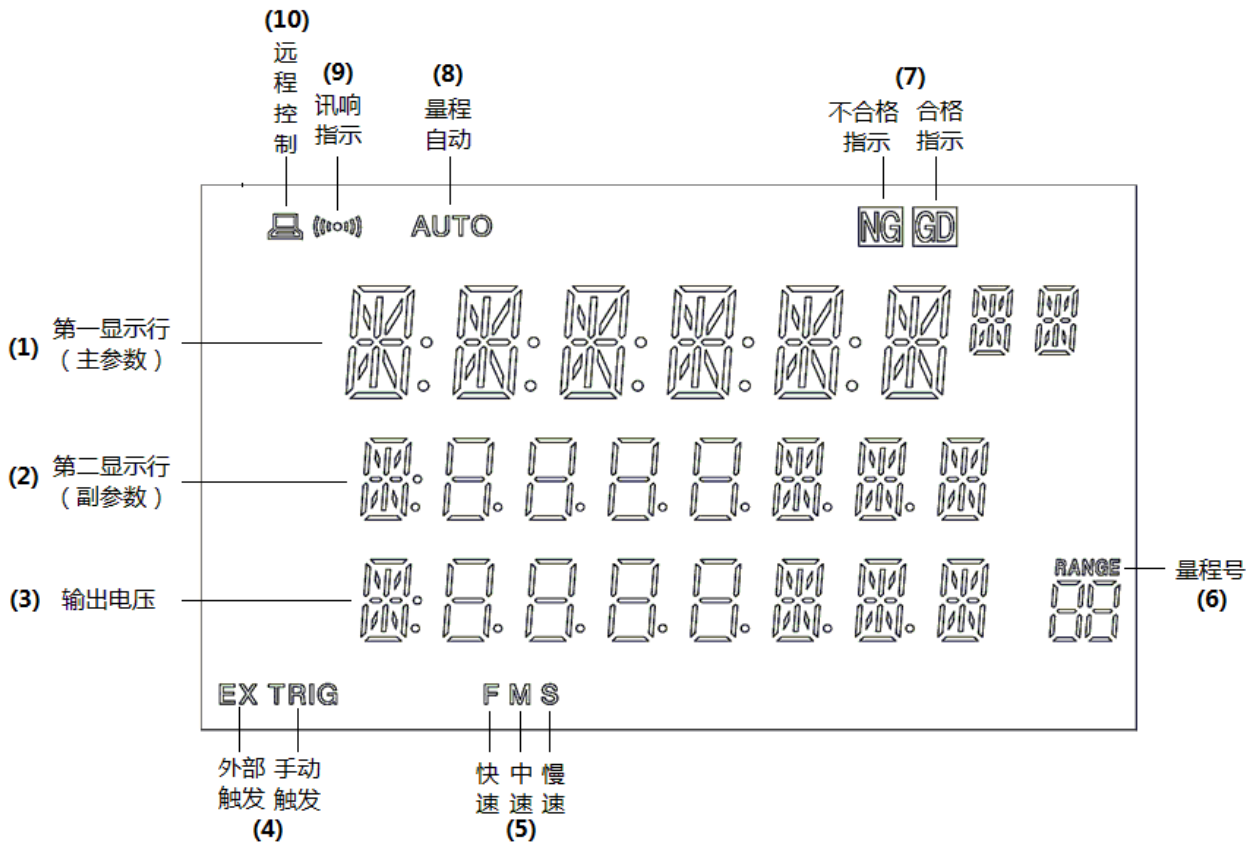 (10)
远
程
控
制
(9)
讯响
指示
(8)
量程
自动
(7)
不合格 合格
指示 指示
AUTO
NG GD
(1) 第一显示行
（主参数）
(2) 第二显示行
（副参数）
(3) 输出电压
RANGE
量程号
(6)
EX TRIG
F M S
外部 手动
触发 触发
(4)
快 中 慢
速 速 速
(5)